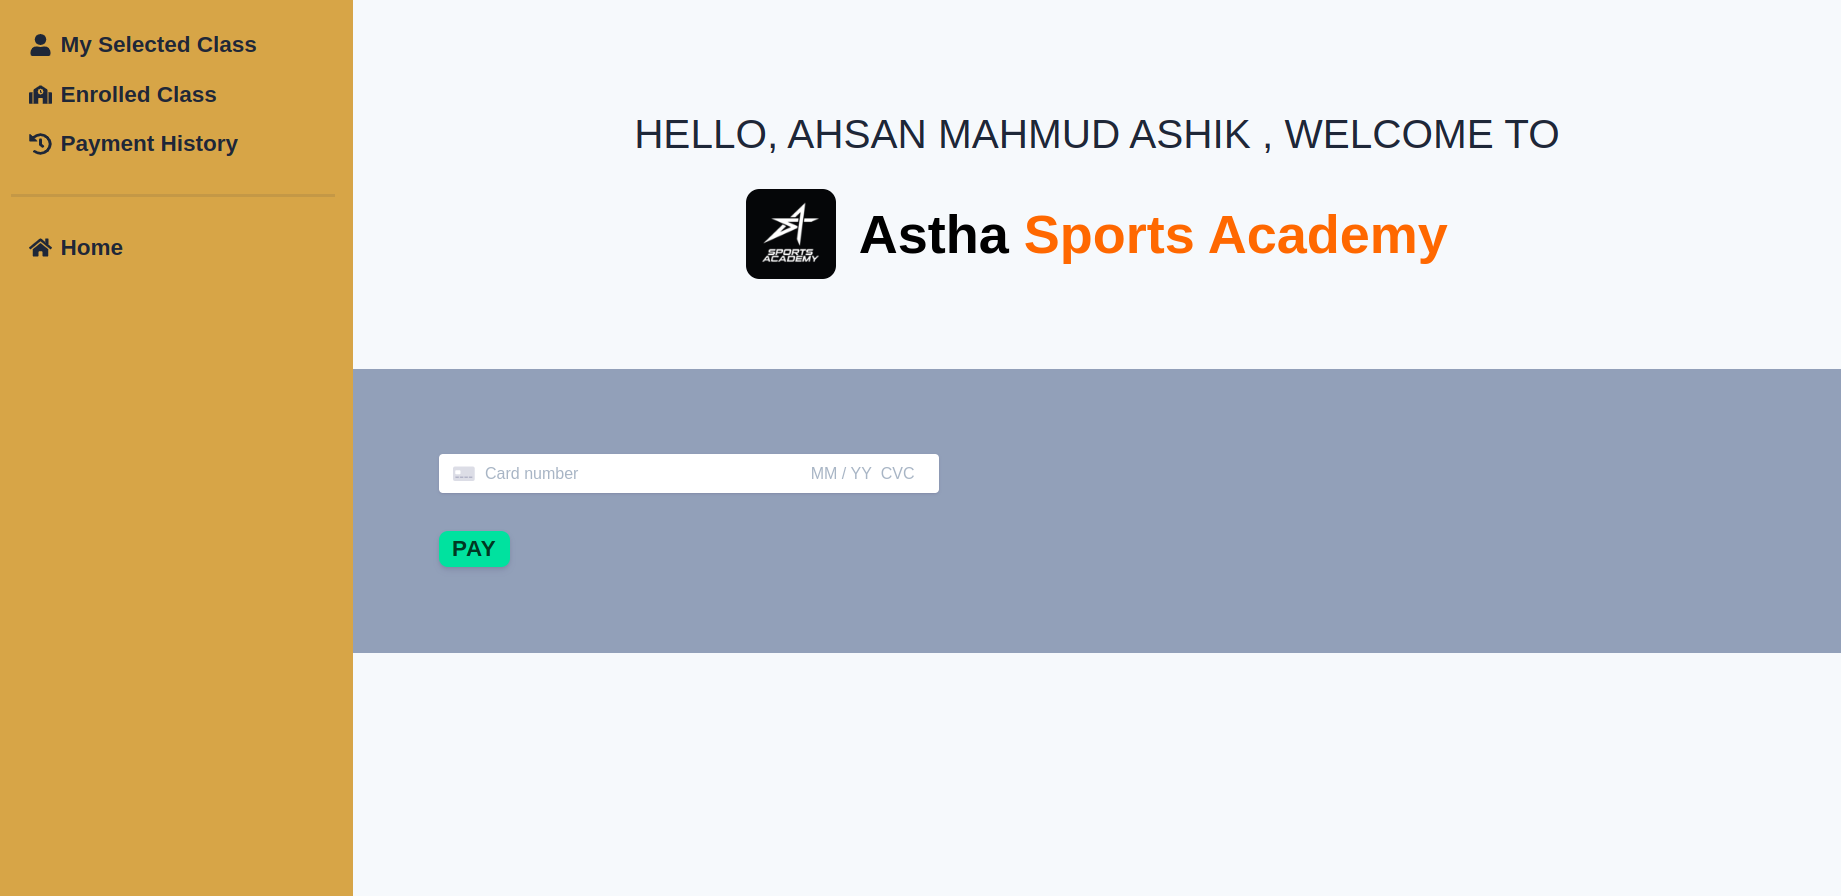 My Selected Class
Enrolled Class
Payment History
Home
HELLO, AHSAN MAHMUD ASHIK , WELCOME TO
SPORTS
ACADEMY
Astha Sports Academy
Card number MM / YY CVC
PAY